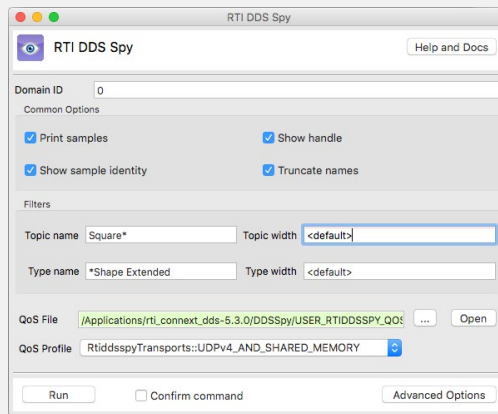 RTI DDS Spy
RTI DDS Spy
Help and Docs
Domain ID 0
Common Options
Print samples Show handle
Show sample identity Truncate names
Filters
Topic name Square* Topic width <default>
Type name *Shape Extended Type width <default>
QoS File /Applications/rti_connext_dds-5.3.0/DDSSpy/USER_RTIDDSSPY_QOS ... Open
QoS Profile RtiddsspyTransports::UDPv4_AND_SHARED_MEMORY
Run Confirm command Advanced Options